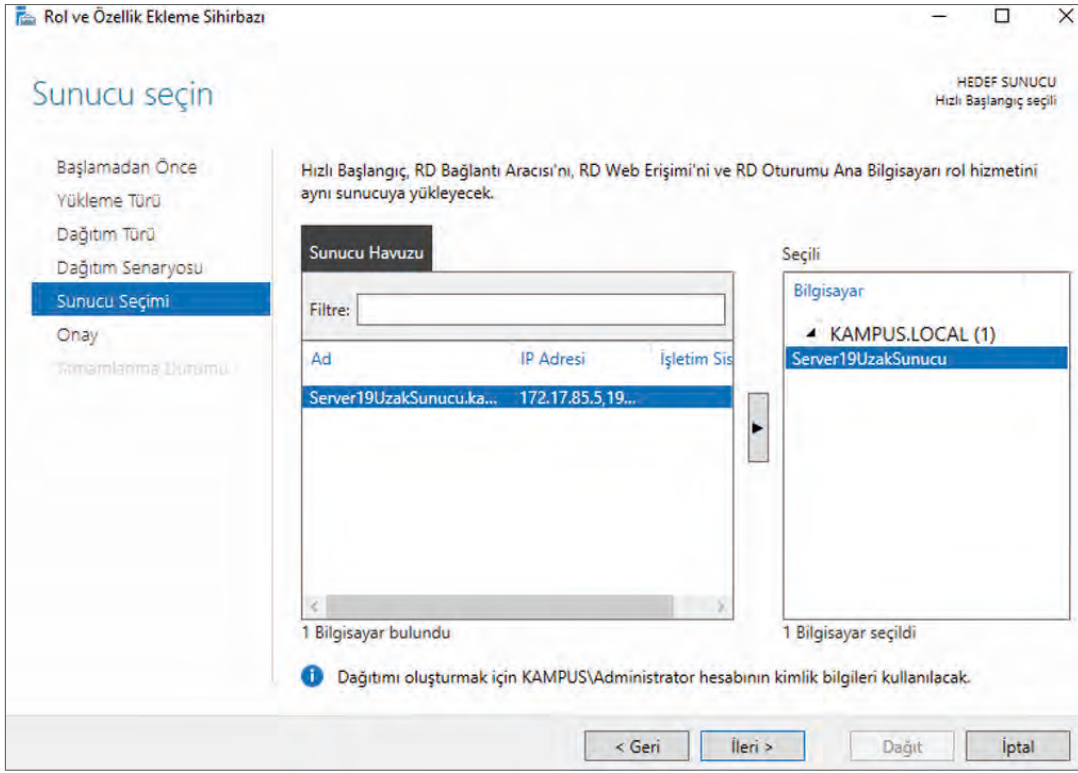 Rol ve Özellik Ekleme Sihirbazı
Sunucu seçin
HEDEF SUNUCU
Hızlı Başlangıç seçili
Başlamadan Önce
Yükleme Türü
Dağıtım Türü
Dağıtım Senaryosu
Sunucu Seçimi
Onay
Tamamlanma Durumu
Hızlı Başlangıç, RD Bağlantı Aracısı'nı, RD Web Erişimi'ni ve RD Oturumu Ana Bilgisayarı rol hizmetini
aynı sunucuya yükleyecek.
Sunucu Havuzu
Filtre:
Ad IP Adresi İşletim Sis
Server19UzakSunucu.ka... 172.17.85.5,19...
1 Bilgisayar bulundu
Seçili
Bilgisayar
KAMPUS.LOCAL (1)
Server19UzakSunucu
1 Bilgisayar seçildi
Dağıtımı oluşturmak için KAMPUS\Administrator hesabının kimlik bilgileri kullanılacak.
< Geri İleri > Dağıt İptal